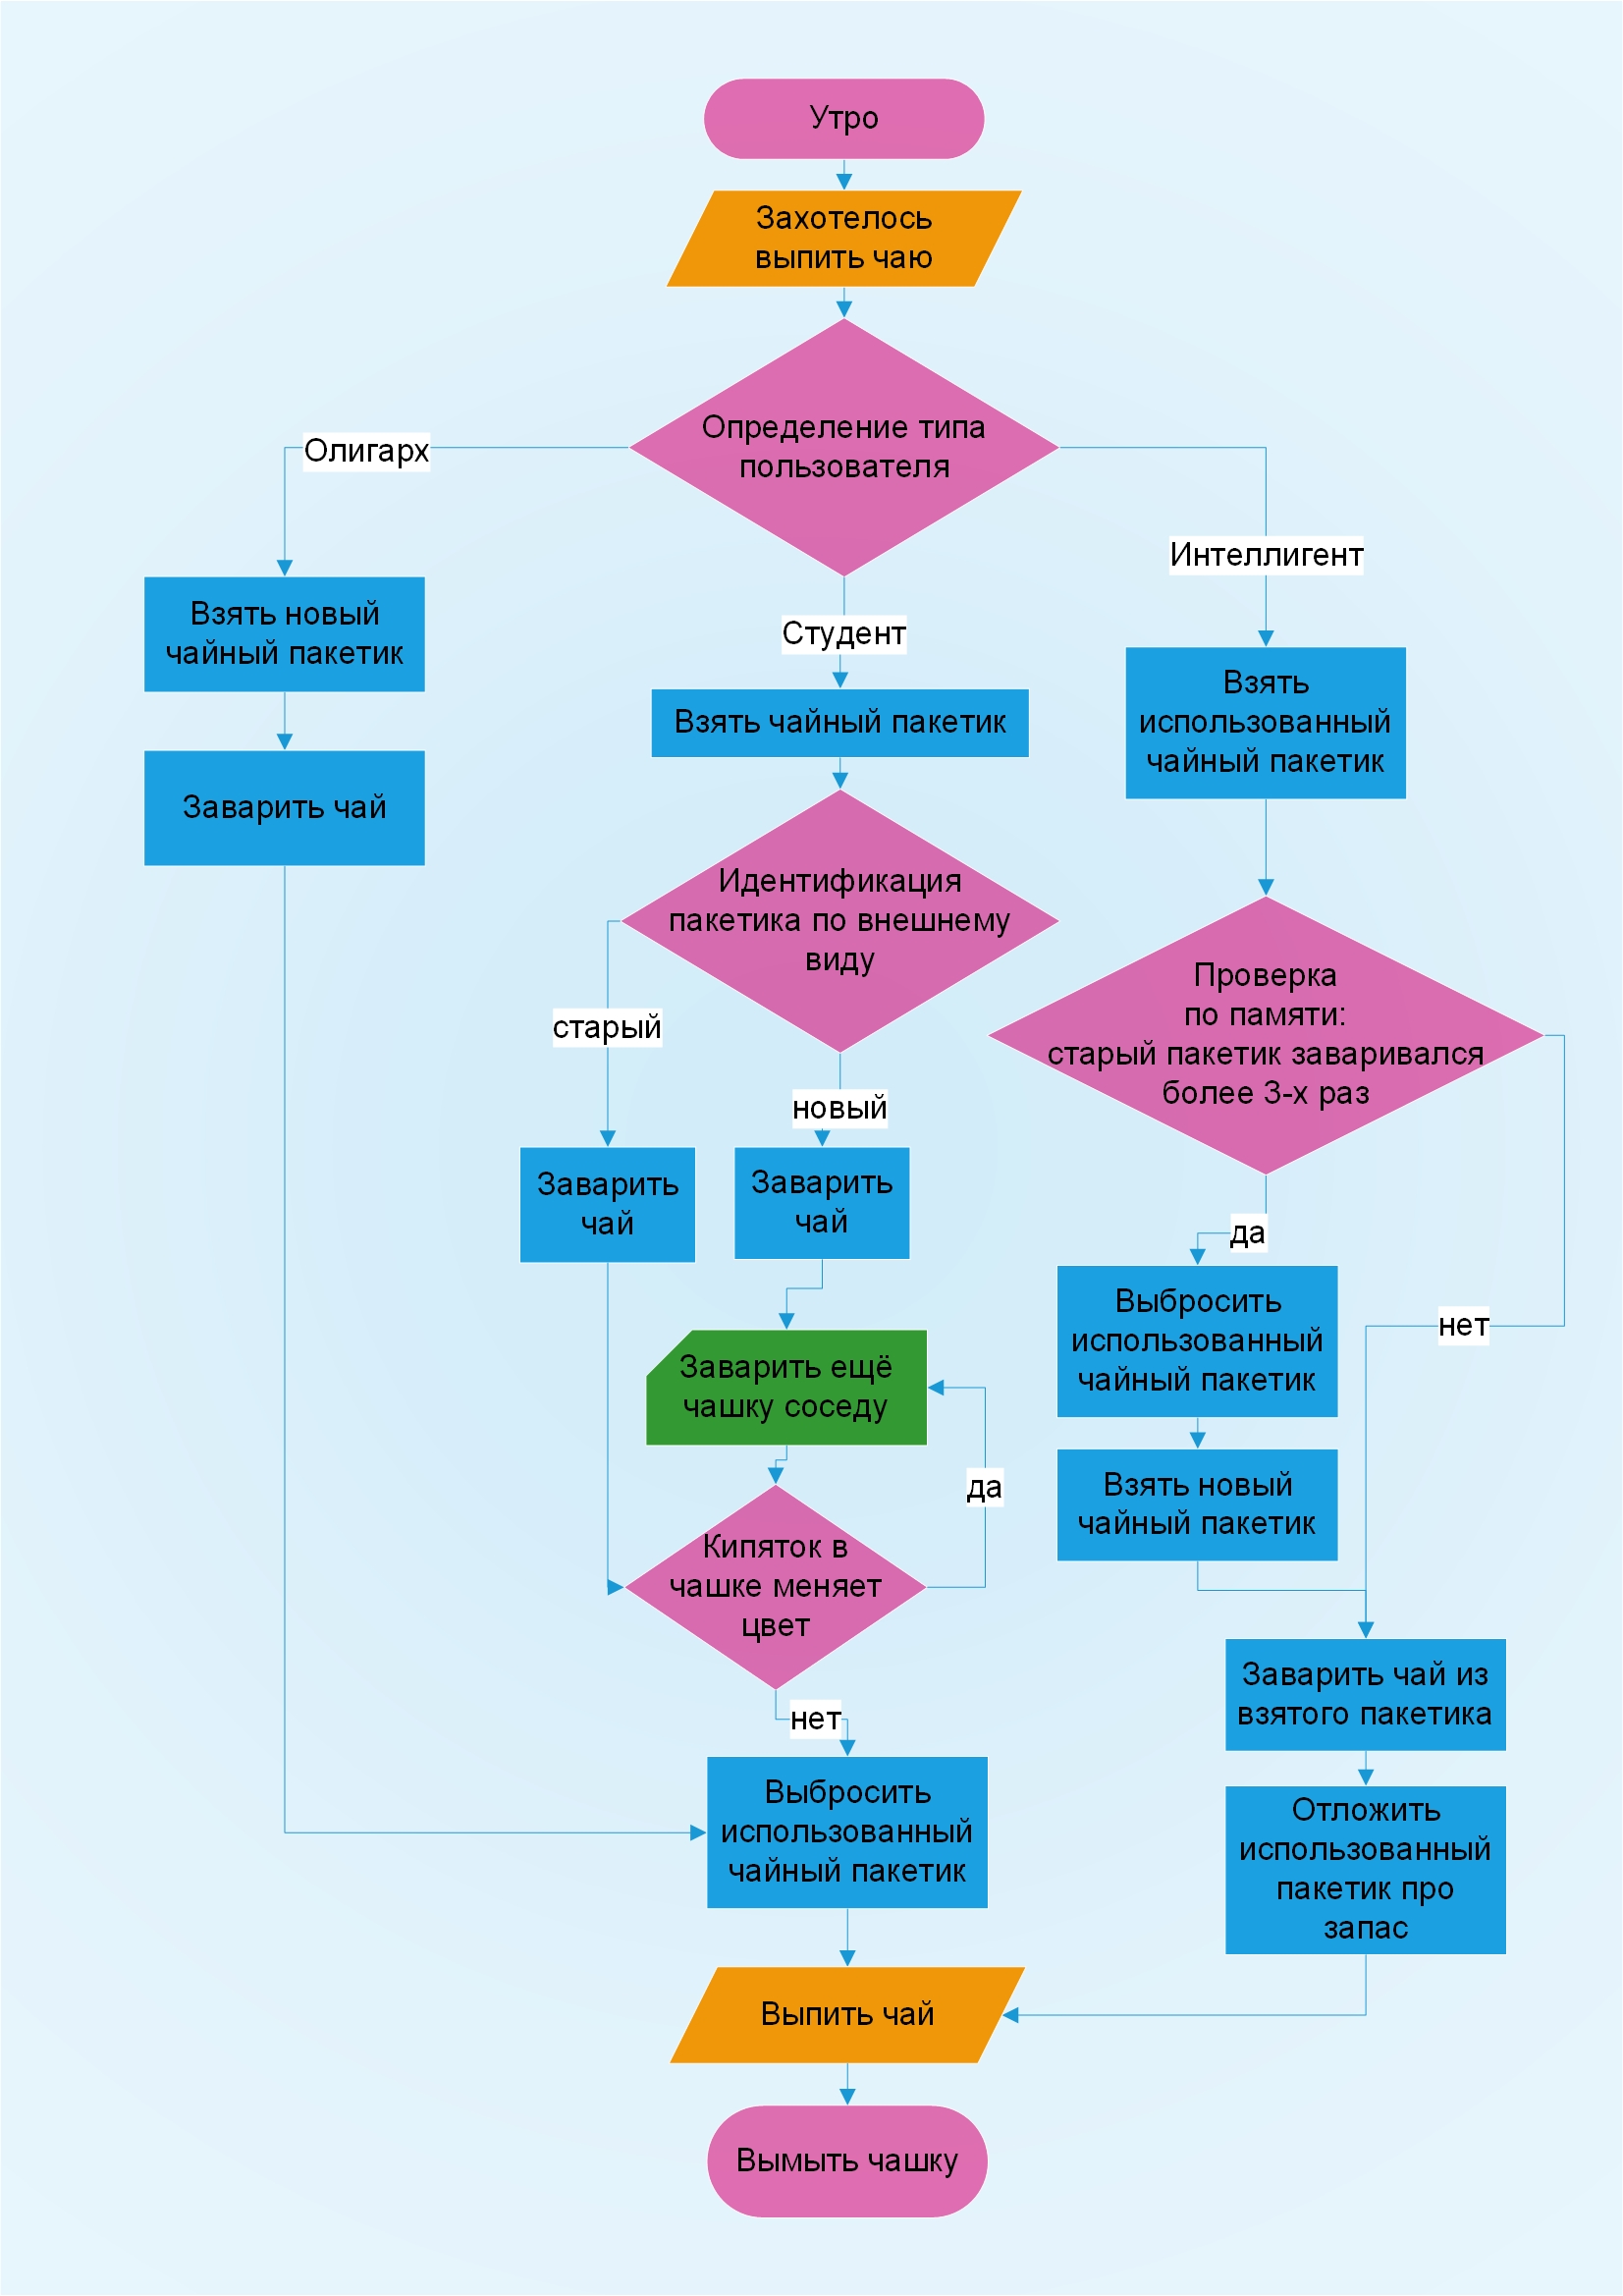 Утро
Захотелось
выпить чаю
Определение типа
пользователя
Олигарх
Взять новый
чайный пакетик
Заварить чай
Студент
Взять чайный пакетик
Идентификация
пакетика по внешнему
виду
старый
Заварить
чай
новый
Заварить
чай
Заварить ещё
чашку соседу
Кипяток в
чашке меняет
цвет
да
нет
Выбросить
использованный
чайный пакетик
Интеллигент
Взять
использованный
чайный пакетик
Проверка
по памяти:
старый пакетик заваривался
более 3-х раз
да
Выбросить
использованный
чайный пакетик
Взять новый
чайный пакетик
нет
Заварить чай из
взятого пакетика
Отложить
использованный
пакетик про
запас
Выпить чай
Вымыть чашку